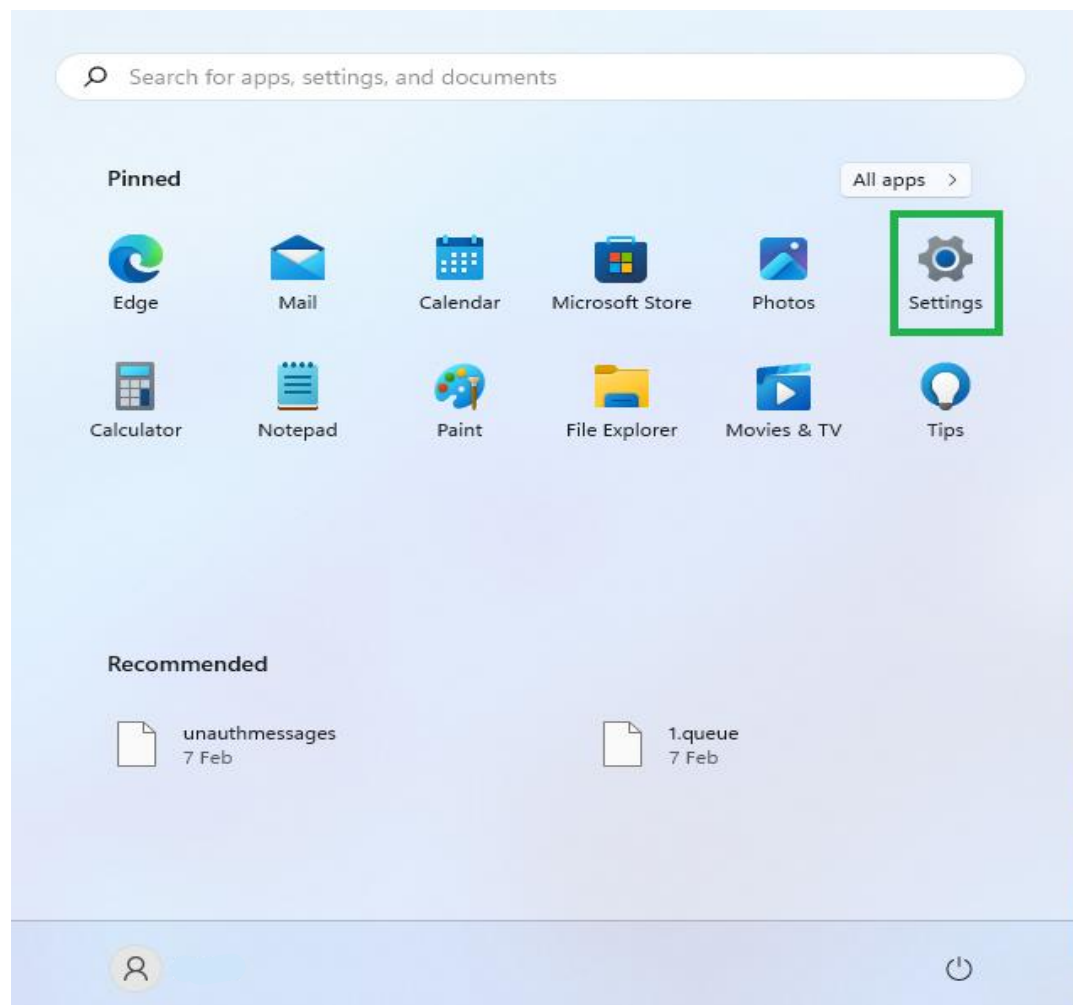 Search for apps, settings, and documents
Pinned
All apps >
Edge
Mail
Calendar
Microsoft Store
Photos
Settings
Calculator
Notepad
Paint
File Explorer
Movies & TV
Tips
Recommended
unauthmessages
7 Feb
1.queue
7 Feb